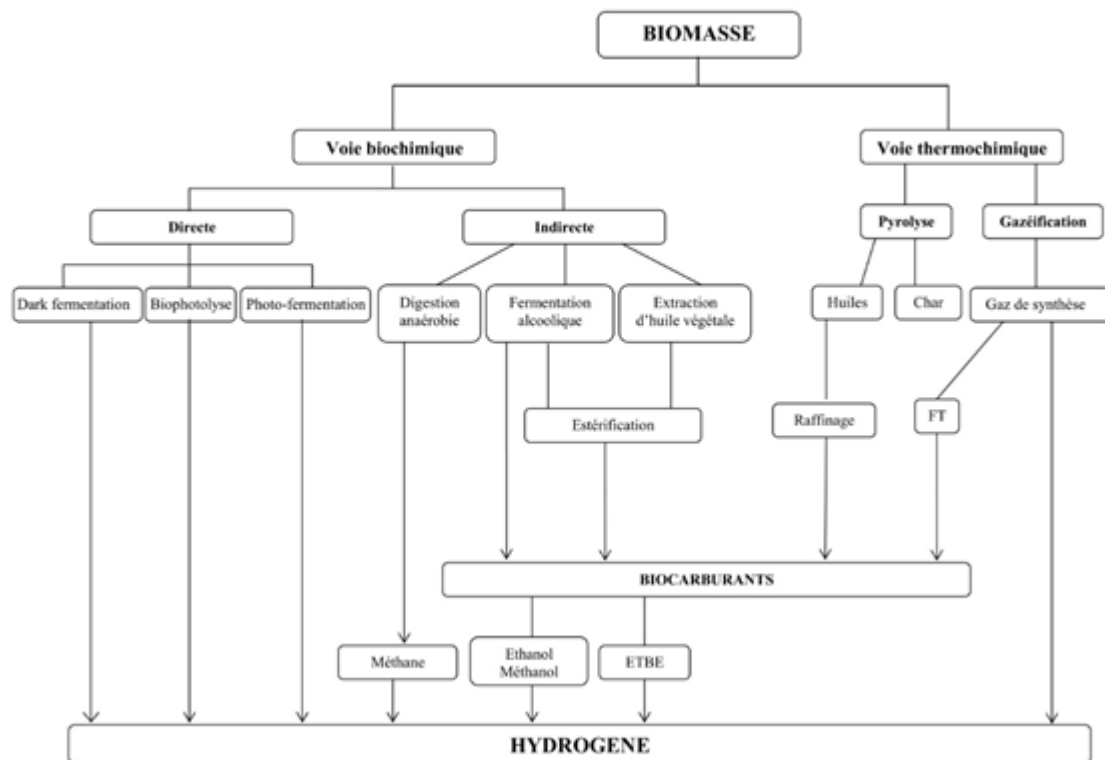 BIOMASSE
Voie biochimique
Voie thermochimique
Directe
Indirecte
Pyrolyse
Gazéification
Dark fermentation
Biophotolyse
Photo-fermentation
Digestion
anaérobie
Fermentation
alcoolique
Extraction
d'huile végétale
Huiles
Char
Gaz de synthèse
Estérification
Raffinage
FT
BIOCARBURANTS
Méthane
Ethanol
Méthanol
ETBE
HYDROGENE